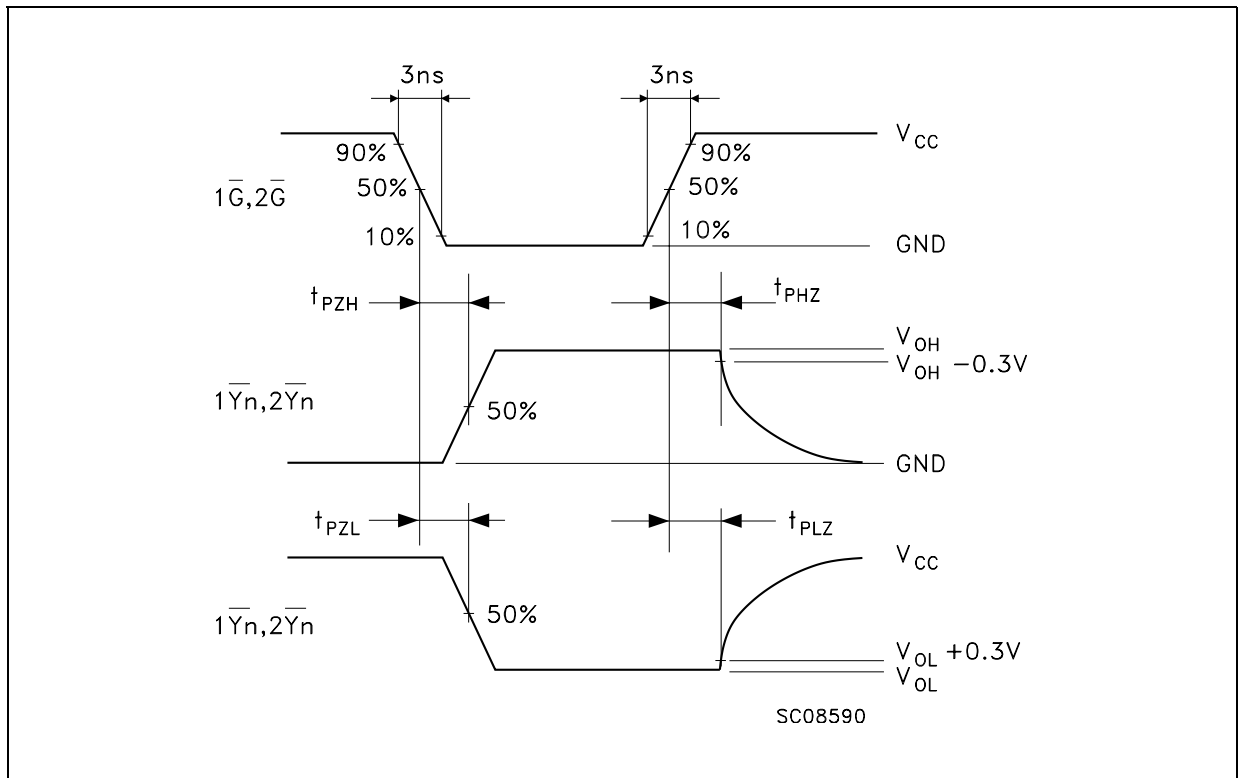 3ns 3ns
V_CC
90% 90%
1G̅,2G̅ 50% 50%
10% 10%
GND
t_PZH t_PHZ
V_OH
V_OH −0.3V
1Y̅n̅,2Y̅n̅ 50%
GND
t_PZL t_PLZ
V_CC
1Y̅n̅,2Y̅n̅ 50%
V_OL +0.3V
V_OL
SC08590